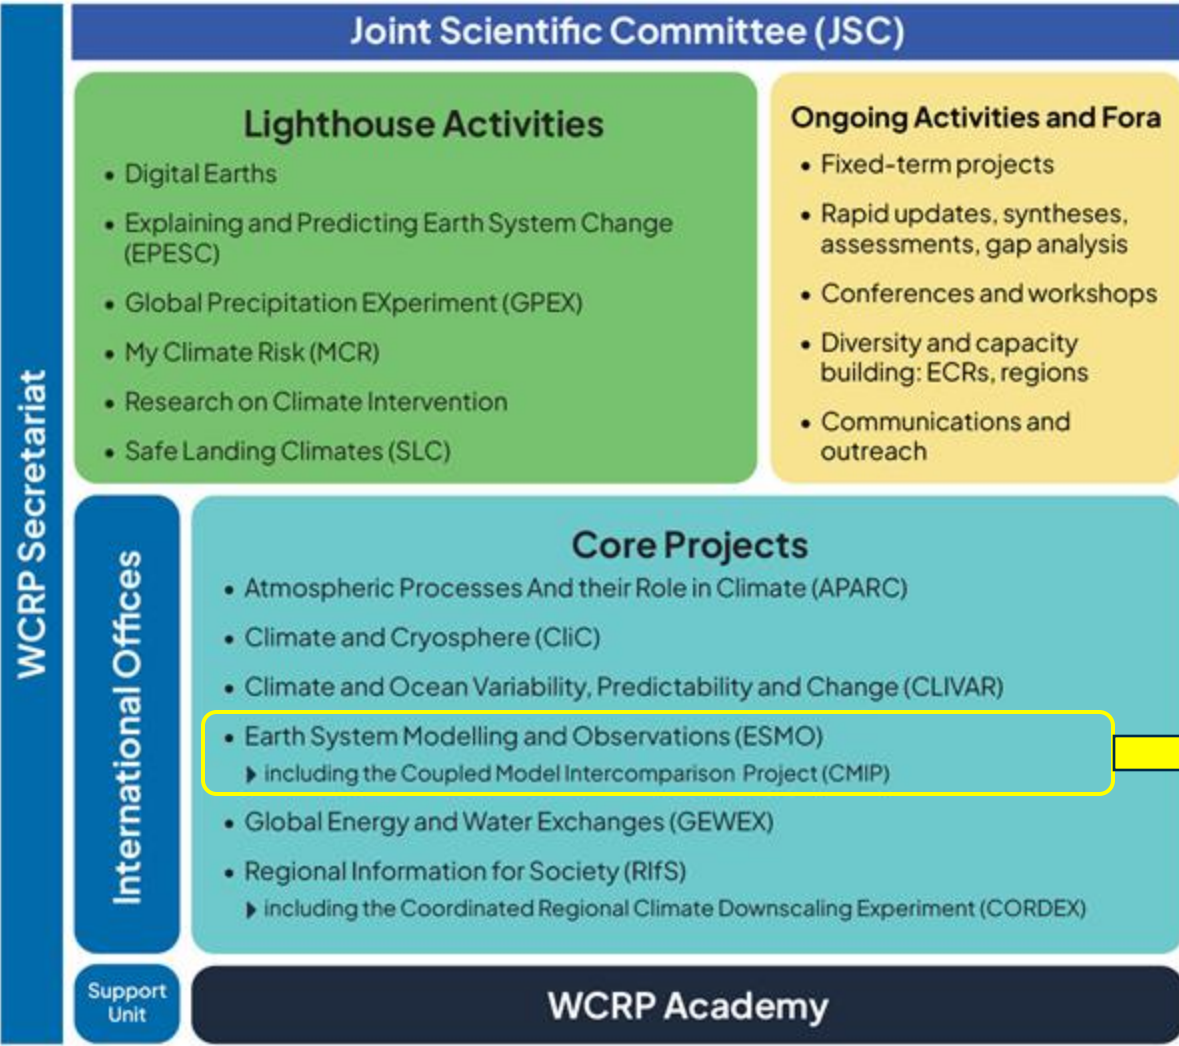 Joint Scientific Committee (JSC)
WCRP Secretariat
Lighthouse Activities
• Digital Earths
• Explaining and Predicting Earth System Change
(EPESC)
• Global Precipitation EXperiment (GPEX)
• My Climate Risk (MCR)
• Research on Climate Intervention
• Safe Landing Climates (SLC)
Ongoing Activities and Fora
• Fixed-term projects
• Rapid updates, syntheses,
assessments, gap analysis
• Conferences and workshops
• Diversity and capacity
building: ECRs, regions
• Communications and
outreach
International Offices
Core Projects
• Atmospheric Processes And their Role in Climate (APARC)
• Climate and Cryosphere (CliC)
• Climate and Ocean Variability, Predictability and Change (CLIVAR)
• Earth System Modelling and Observations (ESMO)
including the Coupled Model Intercomparison Project (CMIP)
• Global Energy and Water Exchanges (GEWEX)
• Regional Information for Society (RIfS)
including the Coordinated Regional Climate Downscaling Experiment (CORDEX)
Support
Unit
WCRP Academy